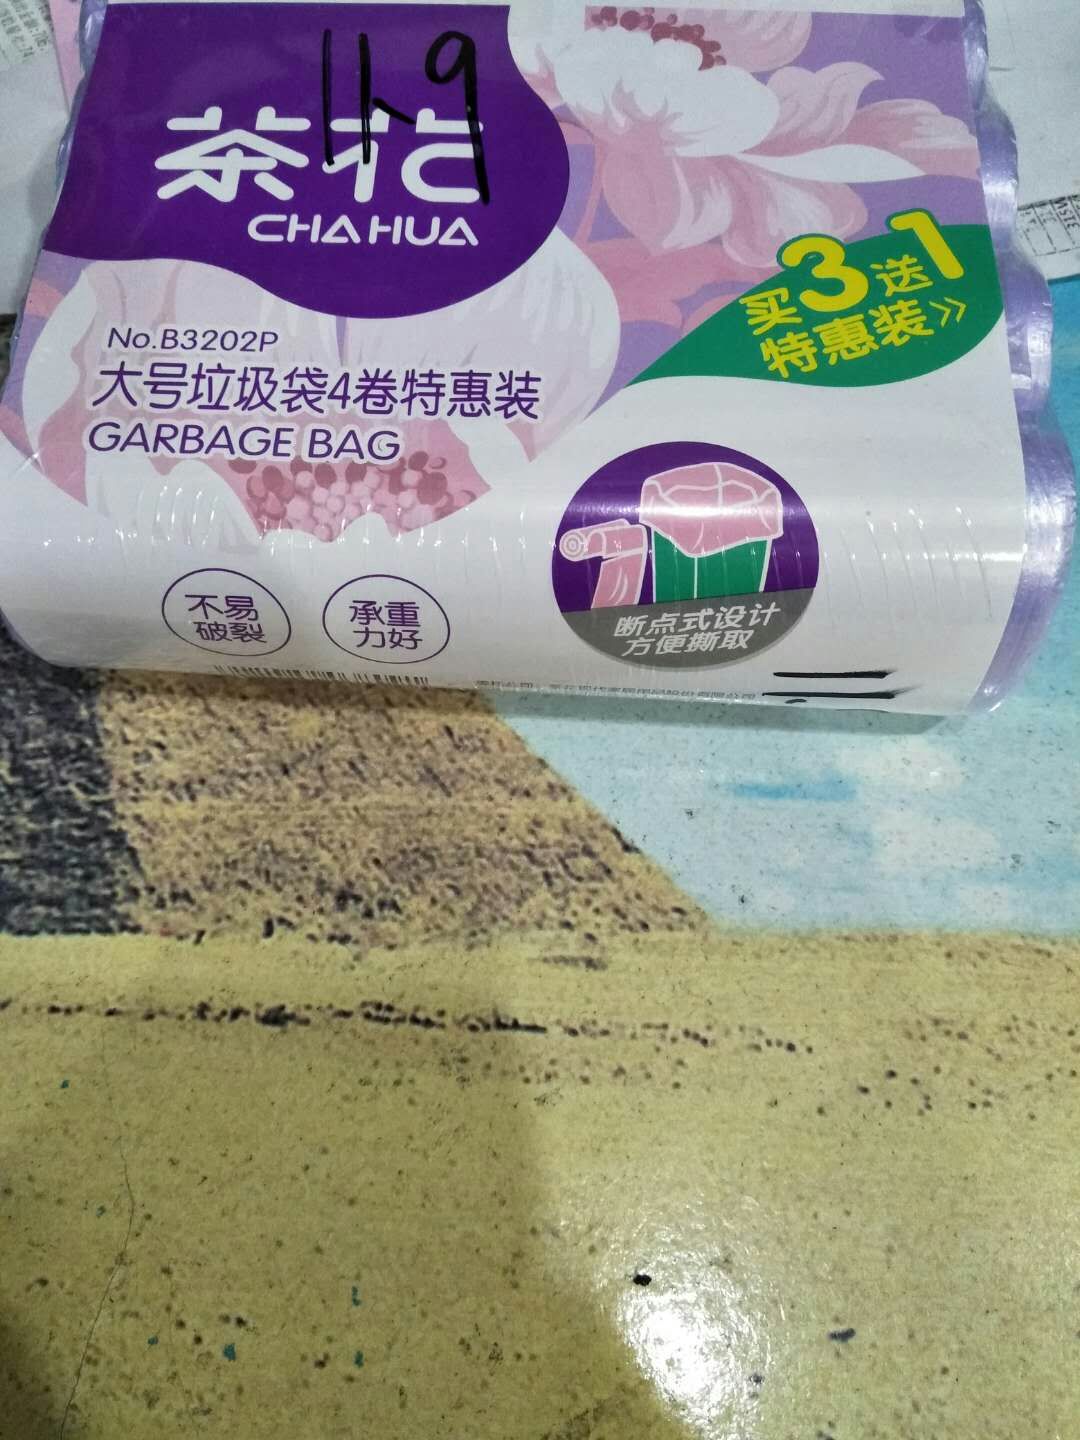 11.9
茶花
CHAHUA
买3送1
特惠装
No.B3202P
大号垃圾袋4卷特惠装
GARBAGE BAG
不易
破裂
承重
力好
断点式设计
方便撕取